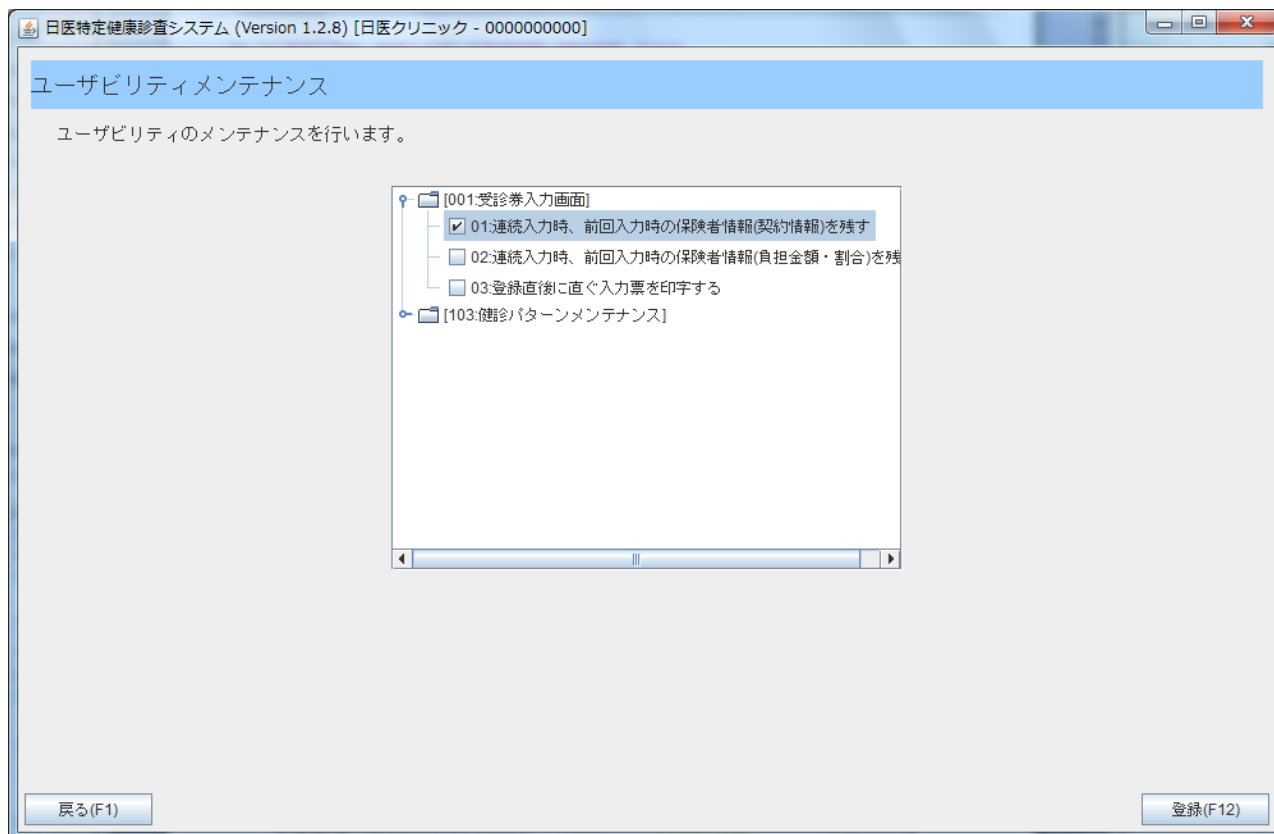 日医特定健康診査システム (Version 1.2.8) [日医クリニック - 0000000000]
ユーザビリティメンテナンス
ユーザビリティのメンテナンスを行います。
[001:受診券入力画面]
01:連続入力時、前回入力時の保険者情報(契約情報)を残す
02:連続入力時、前回入力時の保険者情報(負担金額・割合)を残
03:登録直後に直ぐ入力票を印字する
[103:健診パターンメンテナンス]
戻る(F1)
登録(F12)